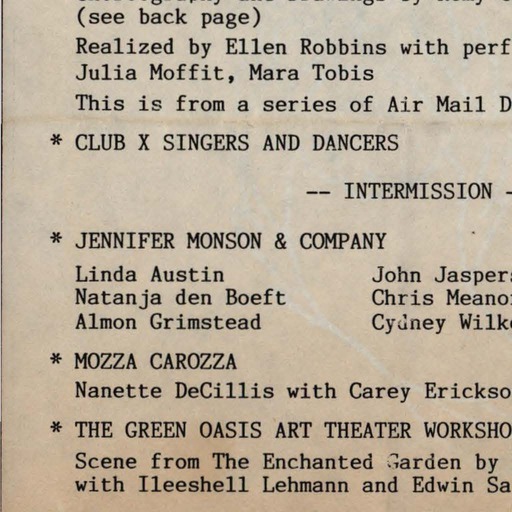 (see back page)
Realized by Ellen Robbins with perf
Julia Moffit, Mara Tobis
This is from a series of Air Mail D
* CLUB X SINGERS AND DANCERS
-- INTERMISSION -
* JENNIFER MONSON & COMPANY
Linda Austin John Jaspers
Natanja den Boeft Chris Meano
Almon Grimstead Cydney Wilk
* MOZZA CAROZZA
Nanette DeCillis with Carey Erickso
* THE GREEN OASIS ART THEATER WORKSHO
Scene from The Enchanted Garden by
with Ileeshell Lehmann and Edwin Sa